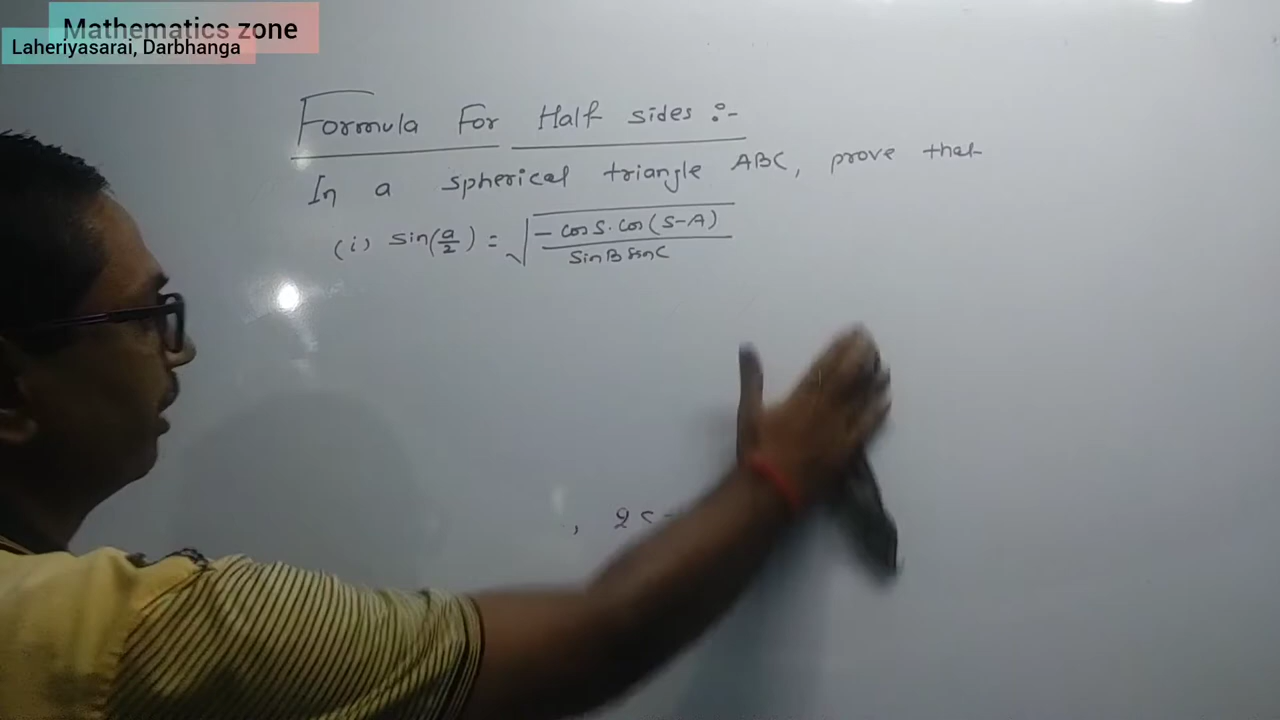 Mathematics zone
Laheriyasarai, Darbhanga
Formula For Half sides :-
In a spherical triangle ABC, prove that
(i) sin(a/2) = √(-cos S. cos(S-A) / sinB sinC)
, 2S